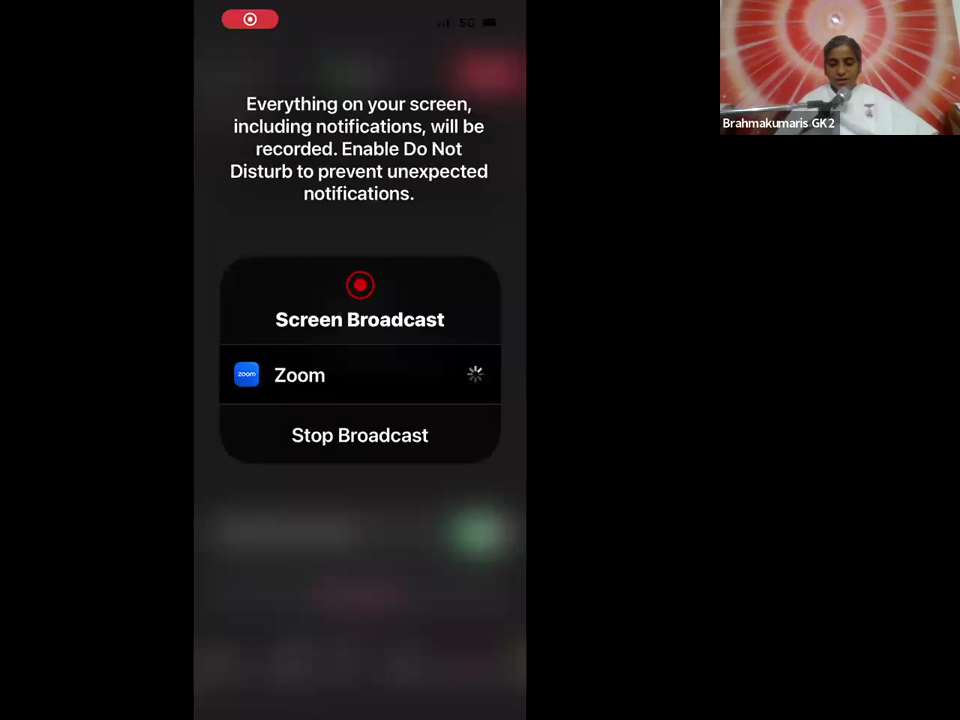 5G
Everything on your screen,
including notifications, will be
recorded. Enable Do Not
Disturb to prevent unexpected
notifications.
Screen Broadcast
zoom
Zoom
Stop Broadcast
Brahmakumaris GK2